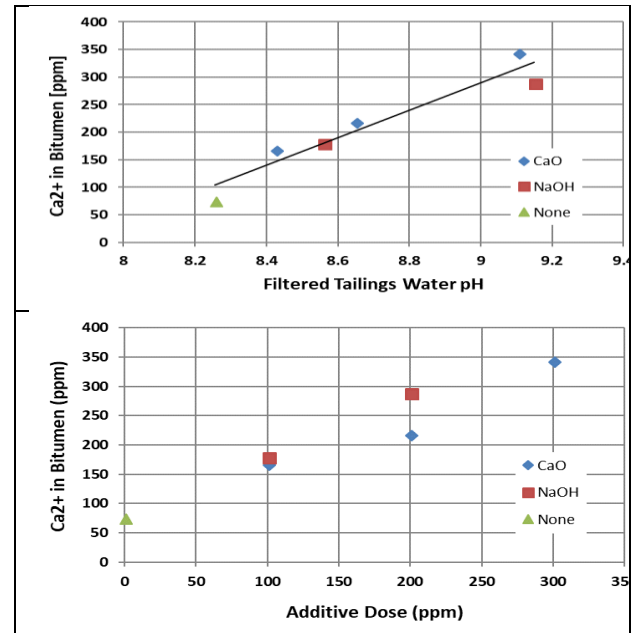 400
350
300
250
200
150
100
50
0
Ca2+ in Bitumen [ppm]
CaO
NaOH
None
8 8.2 8.4 8.6 8.8 9 9.2 9.4
Filtered Tailings Water pH
400
350
300
250
200
150
100
50
0
Ca2+ in Bitumen (ppm)
CaO
NaOH
None
0 50 100 150 200 250 300 35
Additive Dose (ppm)